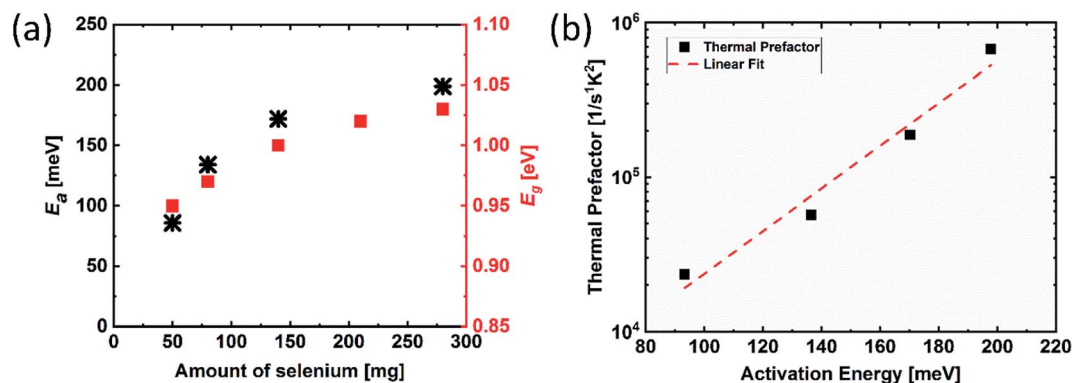 (a)
250
200
150
100
50
0
E_a [meV]
0 50 100 150 200 250 300
Amount of selenium [mg]
1.10
1.05
1.00
0.95
0.90
0.85
E_g [eV]
(b)
10^6
10^5
10^4
Thermal Prefactor [1/s^1K^2]
Thermal Prefactor
Linear Fit
80 100 120 140 160 180 200 220
Activation Energy [meV]